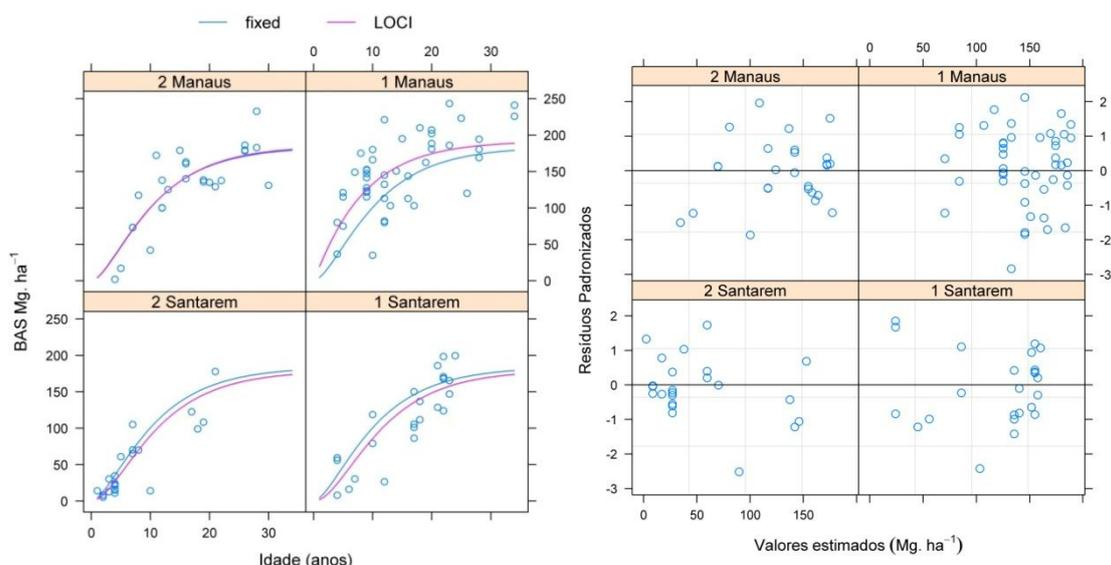 fixed LOCI
0 10 20 30
2 Manaus 1 Manaus
250
200
150
100
50
0
2 Santarem 1 Santarem
250
200
150
100
50
0
0 10 20 30
BAS Mg. ha⁻¹
Idade (anos)
0 50 100 150
2 Manaus 1 Manaus
2
1
0
-1
-2
-3
2 Santarem 1 Santarem
2
1
0
-1
-2
-3
0 50 100 150
Resíduos Padronizados
Valores estimados (Mg. ha⁻¹)